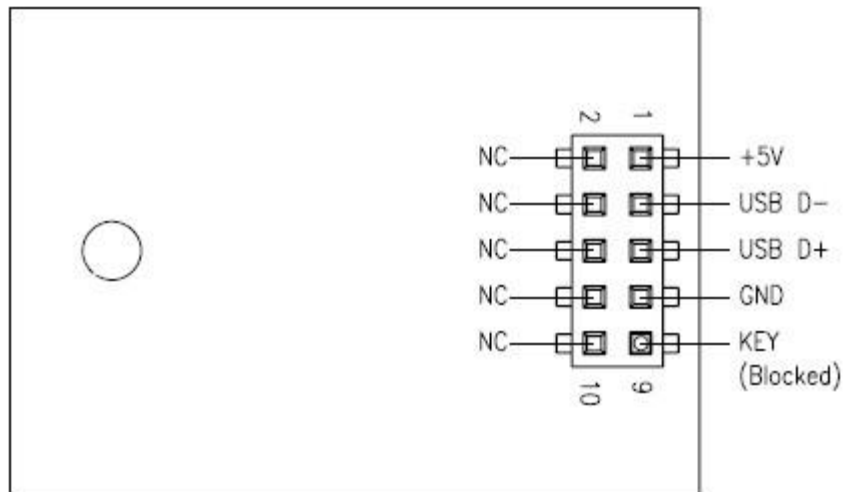 2 1
NC +5V
NC USB D-
NC USB D+
NC GND
NC KEY
(Blocked)
10 9